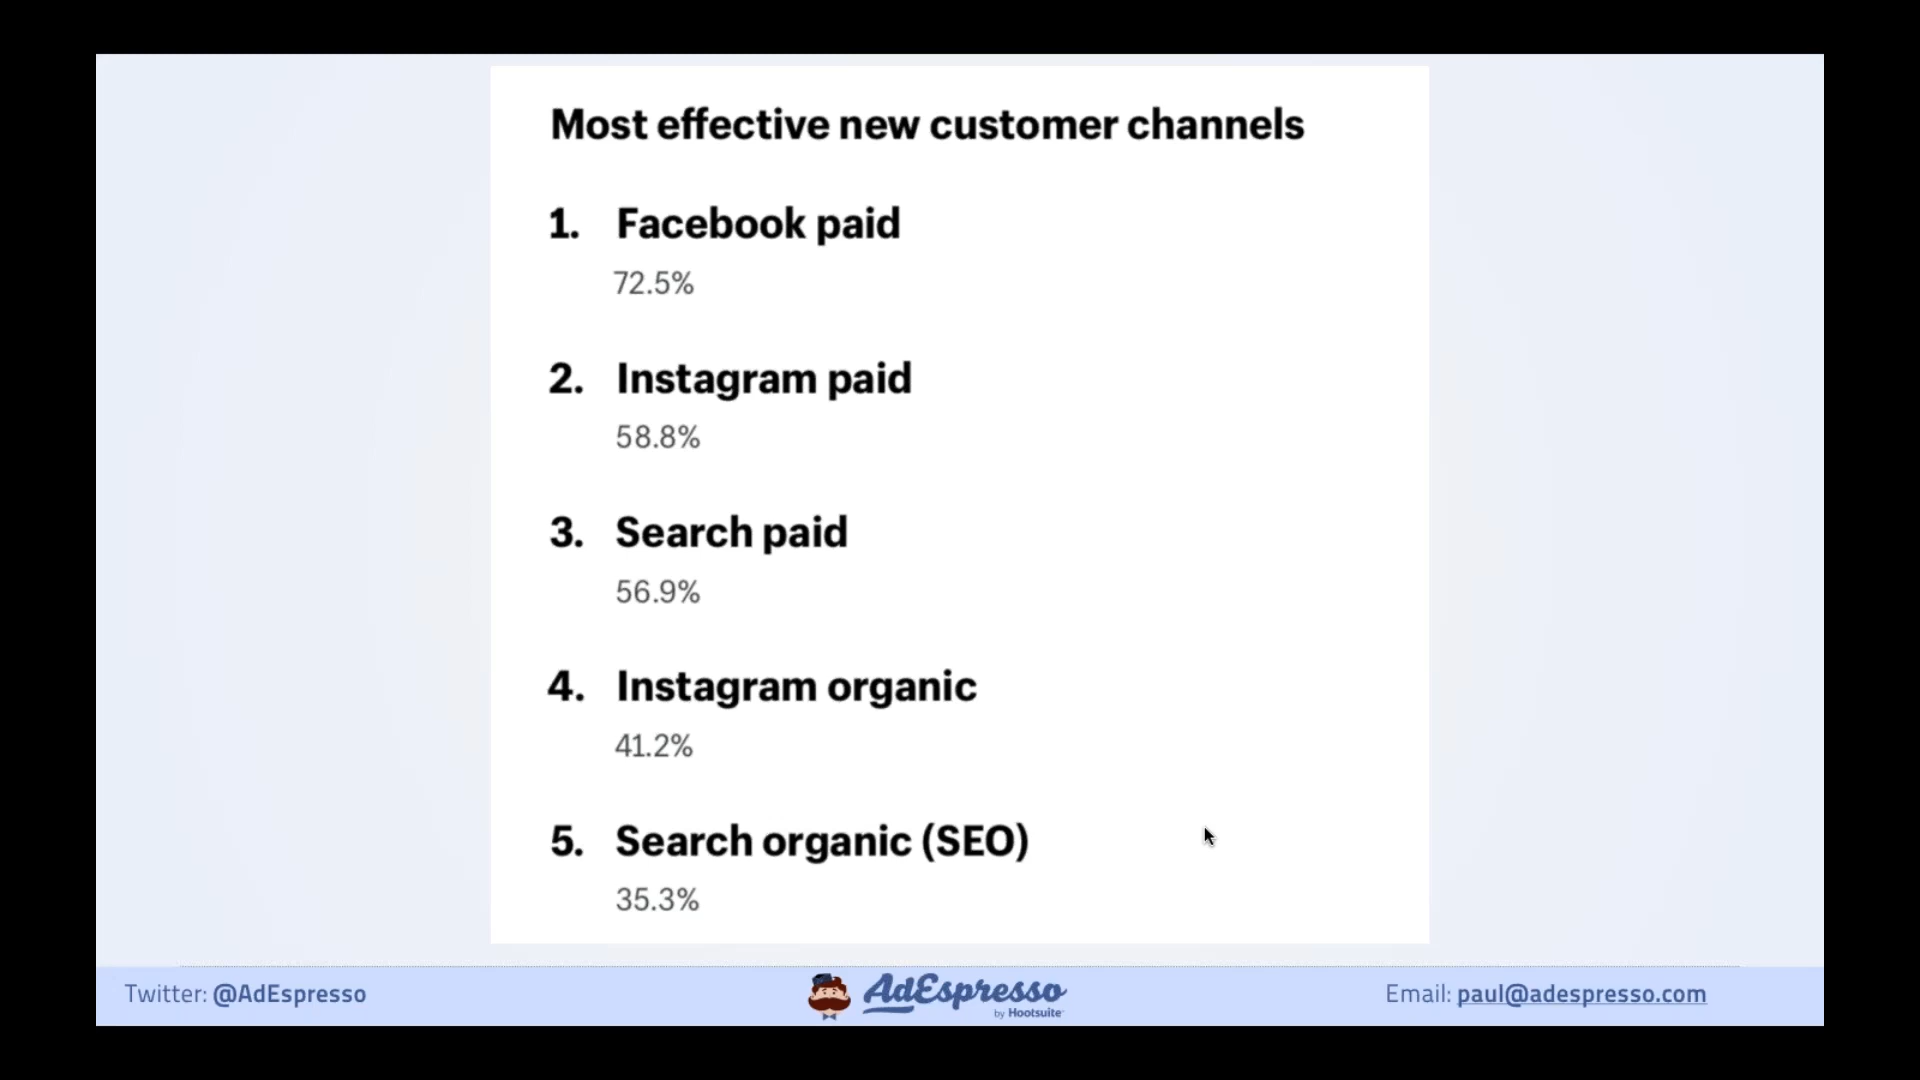 Most effective new customer channels
1. Facebook paid
72.5%
2. Instagram paid
58.8%
3. Search paid
56.9%
4. Instagram organic
41.2%
5. Search organic (SEO)
35.3%
Twitter: @AdEspresso
AdEspresso
by Hootsuite
Email: paul@adespresso.com